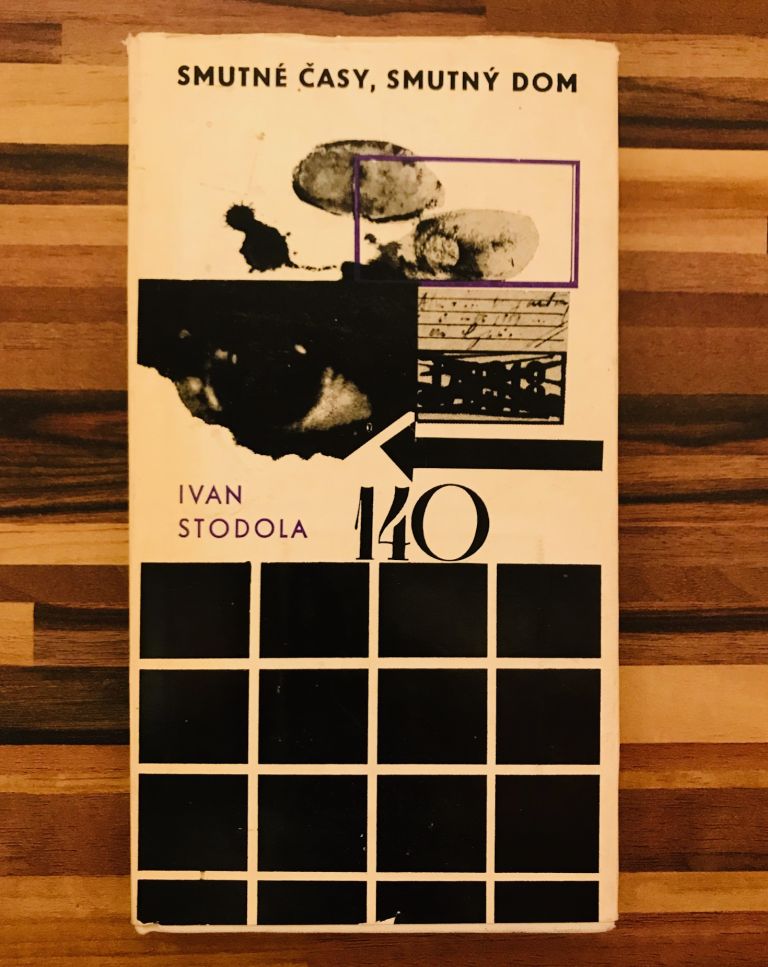 SMUTNÉ ČASY, SMUTNÝ DOM
IVAN
STODOLA
140